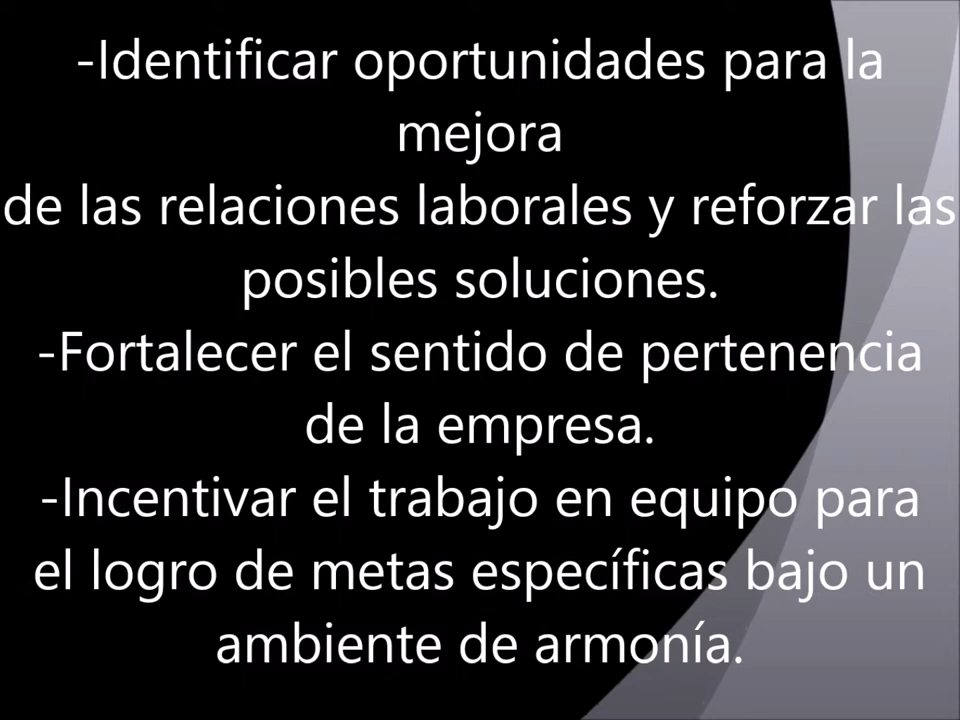 -Identificar oportunidades para la
mejora
de las relaciones laborales y reforzar las
posibles soluciones.
-Fortalecer el sentido de pertenencia
de la empresa.
-Incentivar el trabajo en equipo para
el logro de metas específicas bajo un
ambiente de armonía.